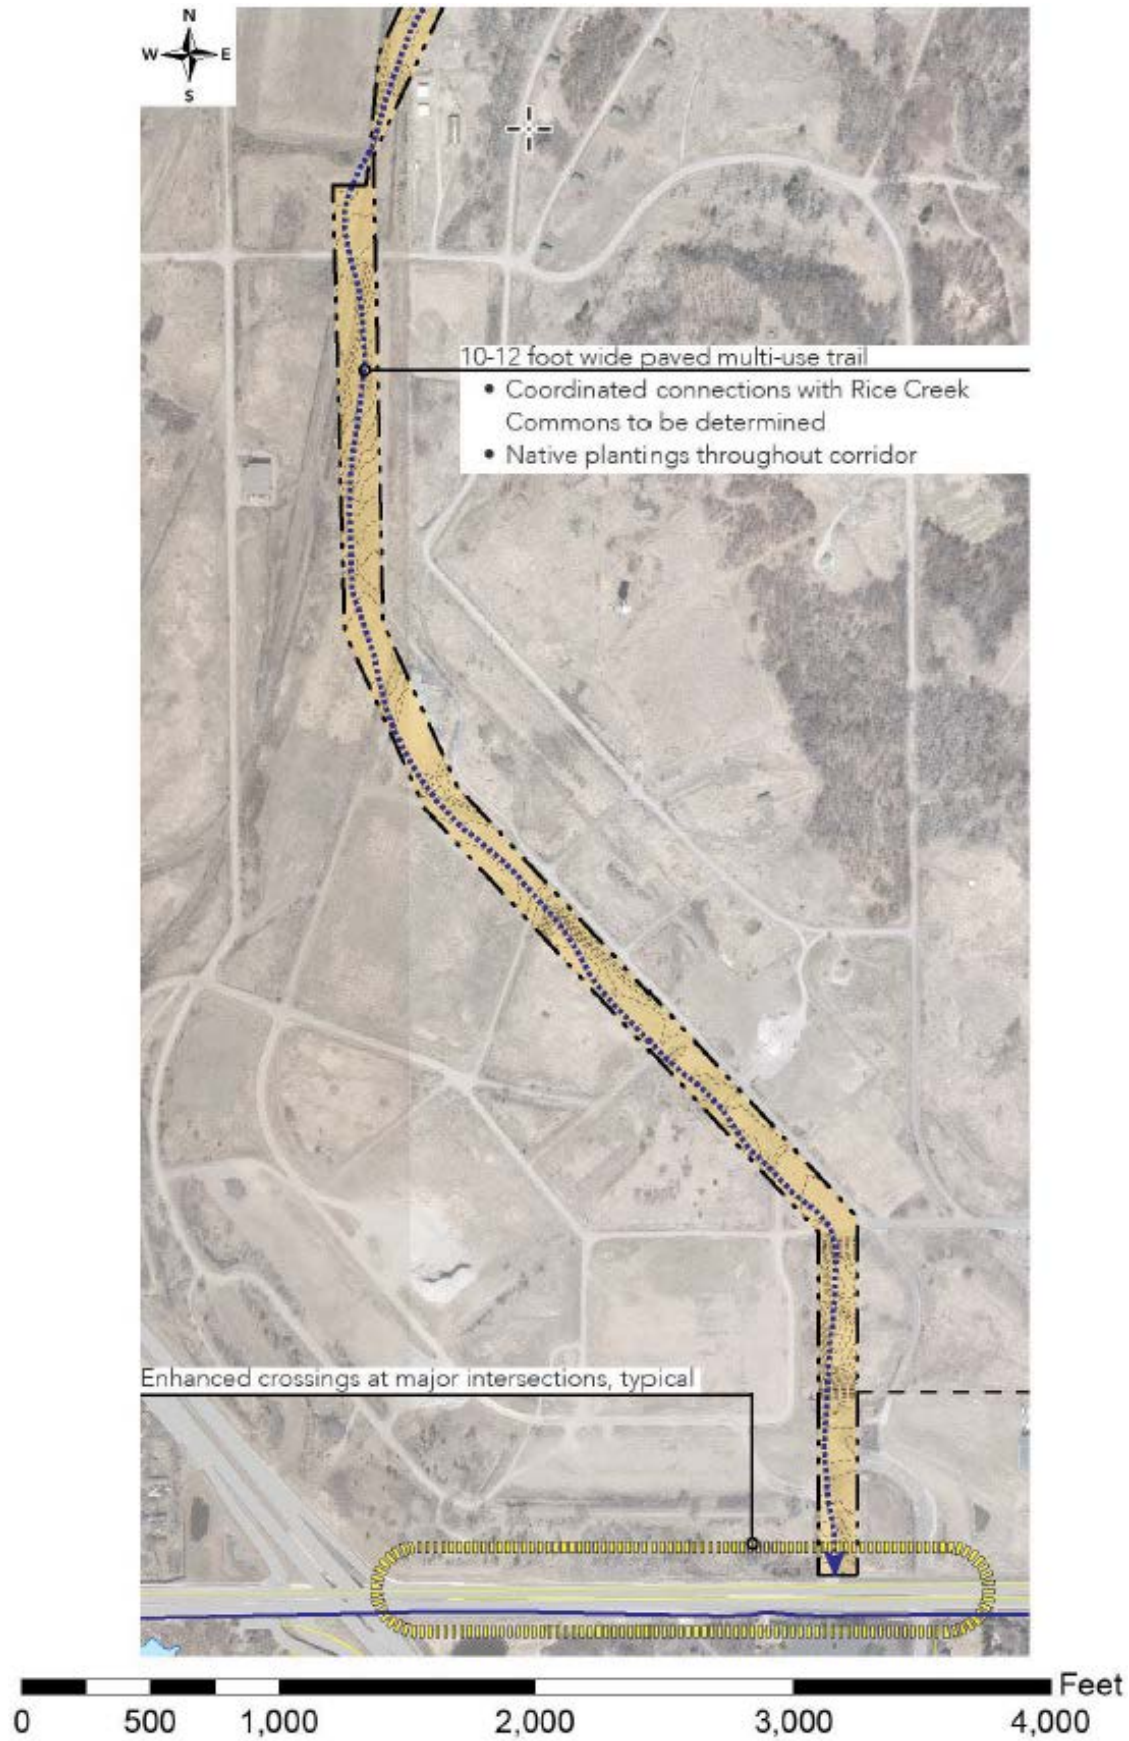 N
W E
S
10-12 foot wide paved multi-use trail
• Coordinated connections with Rice Creek
Commons to be determined
• Native plantings throughout corridor
Enhanced crossings at major intersections, typical
Feet
0 500 1,000 2,000 3,000 4,000